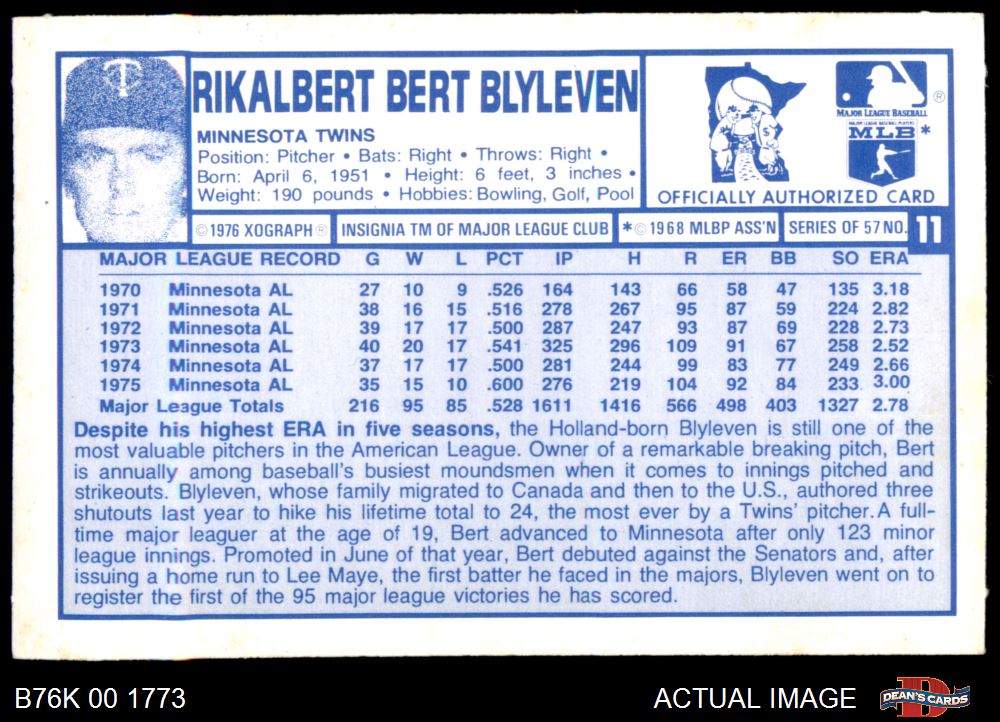 T
RIKALBERT BERT BLYLEVEN
MINNESOTA TWINS
Position: Pitcher • Bats: Right • Throws: Right •
Born: April 6, 1951 • Height: 6 feet, 3 inches •
Weight: 190 pounds • Hobbies: Bowling, Golf, Pool
®
MAJOR LEAGUE BASEBALL
MAJOR LEAGUE BASEBALL PLAYERS
MLB*
OFFICIALLY AUTHORIZED CARD
©1976 XOGRAPH® INSIGNIA TM OF MAJOR LEAGUE CLUB *©1968 MLBP ASS'N SERIES OF 57 NO. 11
MAJOR LEAGUE RECORD G W L PCT IP H R ER BB SO ERA
1970 Minnesota AL 27 10 9 .526 164 143 66 58 47 135 3.18
1971 Minnesota AL 38 16 15 .516 278 267 95 87 59 224 2.82
1972 Minnesota AL 39 17 17 .500 287 247 93 87 69 228 2.73
1973 Minnesota AL 40 20 17 .541 325 296 109 91 67 258 2.52
1974 Minnesota AL 37 17 17 .500 281 244 99 83 77 249 2.66
1975 Minnesota AL 35 15 10 .600 276 219 104 92 84 233 3.00
Major League Totals 216 95 85 .528 1611 1416 566 498 403 1327 2.78
Despite his highest ERA in five seasons, the Holland-born Blyleven is still one of the
most valuable pitchers in the American League. Owner of a remarkable breaking pitch, Bert
is annually among baseball's busiest moundsmen when it comes to innings pitched and
strikeouts. Blyleven, whose family migrated to Canada and then to the U.S., authored three
shutouts last year to hike his lifetime total to 24, the most ever by a Twins' pitcher. A full-
time major leaguer at the age of 19, Bert advanced to Minnesota after only 123 minor
league innings. Promoted in June of that year, Bert debuted against the Senators and, after
issuing a home run to Lee Maye, the first batter he faced in the majors, Blyleven went on to
register the first of the 95 major league victories he has scored.
B76K 00 1773
ACTUAL IMAGE
DEAN'S CARDS